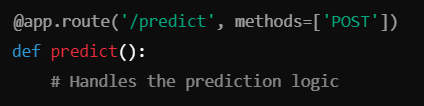 @app.route('/predict', methods=['POST'])
def predict():
    # Handles the prediction logic